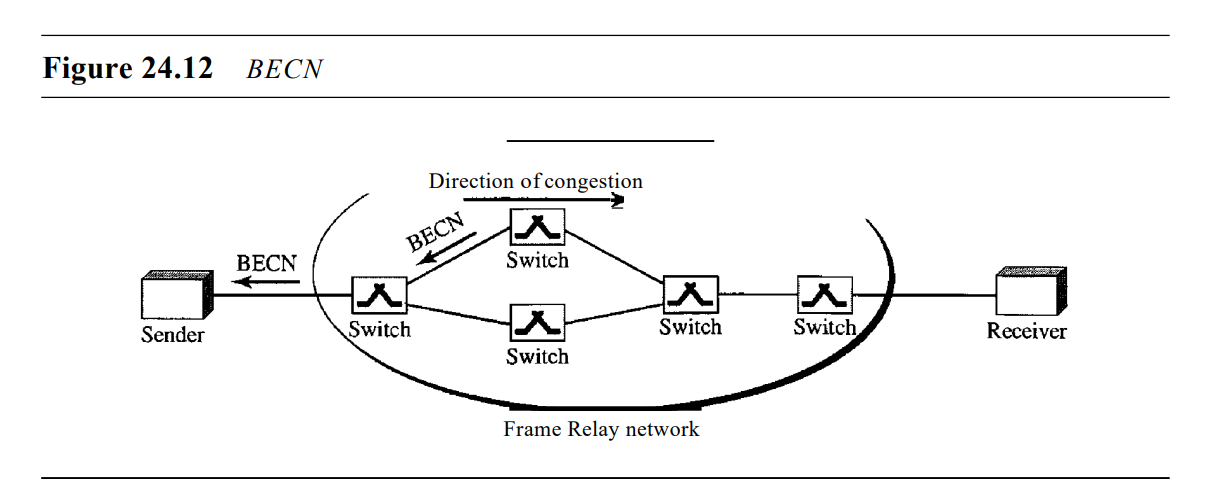 Figure 24.12 BECN
Direction of congestion
BECN
BECN
Switch
Sender
Switch
Switch
Switch
Switch
Receiver
Frame Relay network